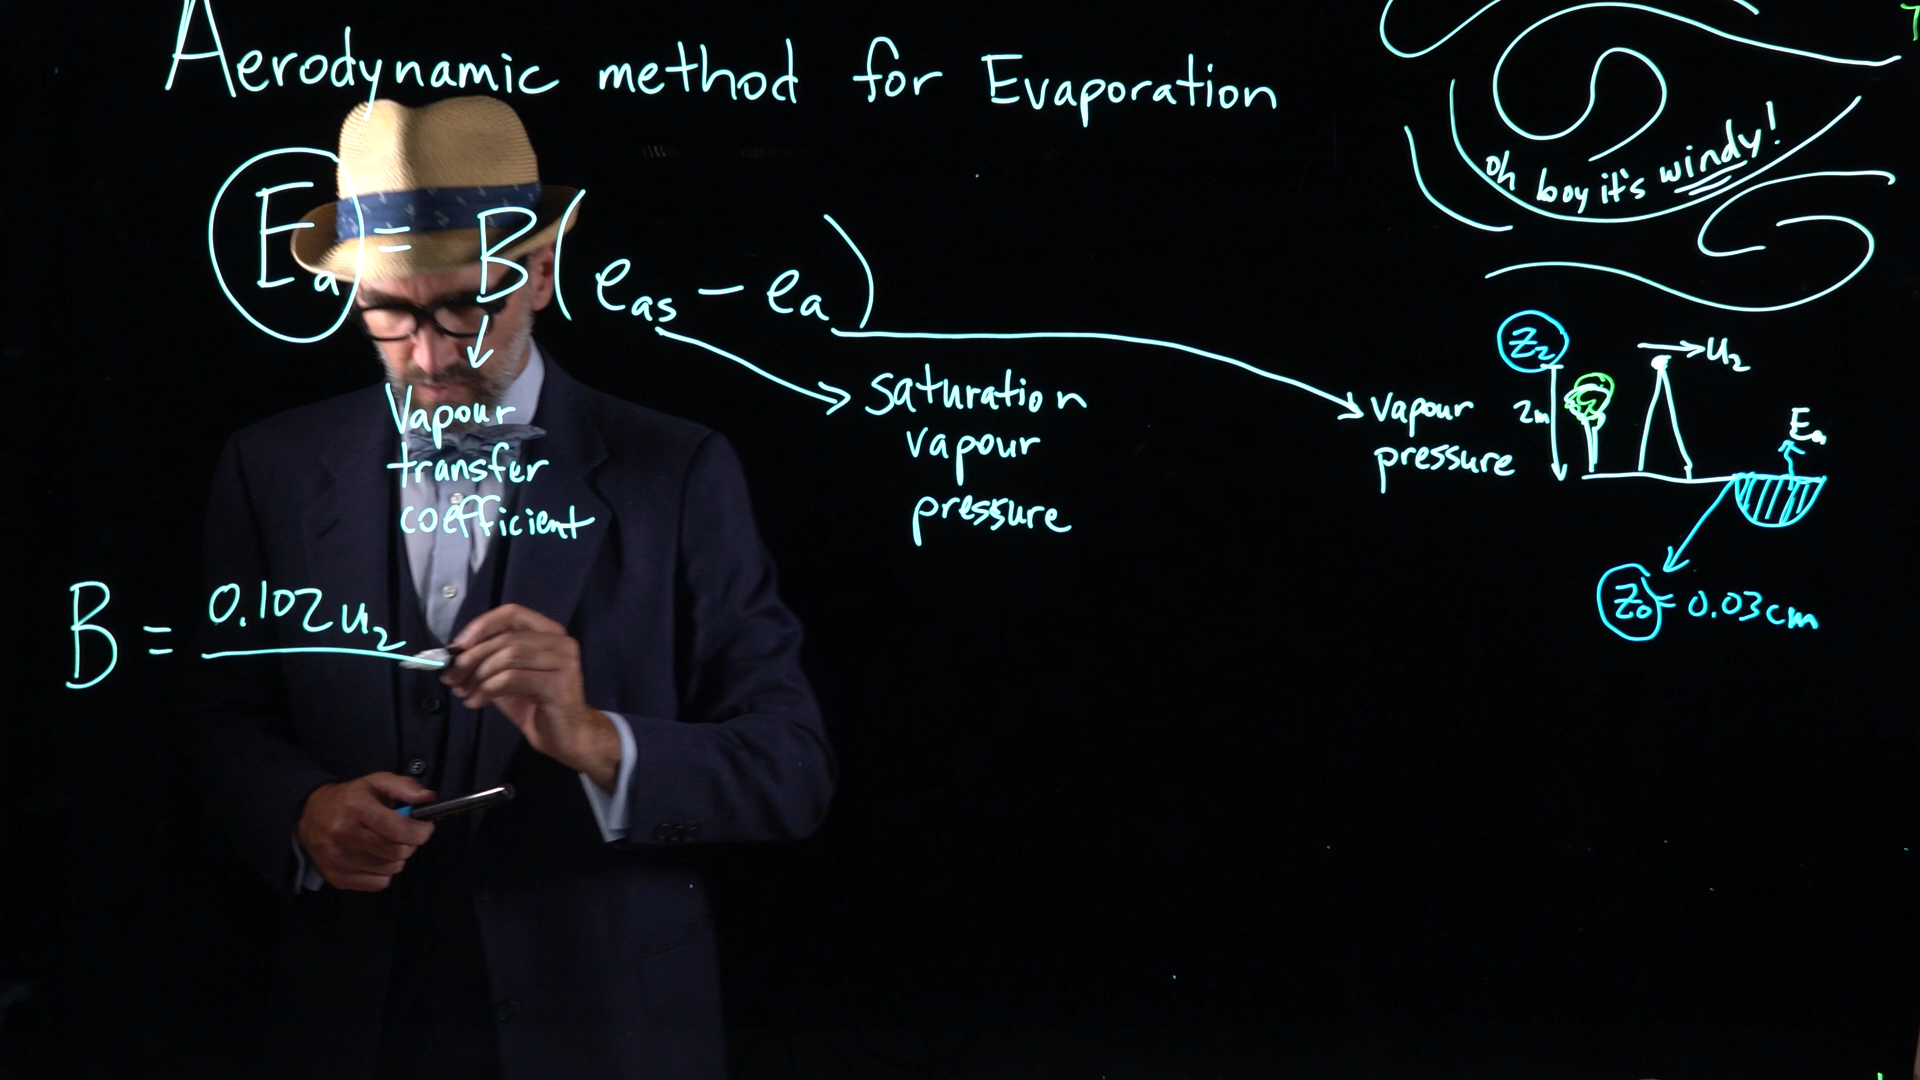 Aerodynamic method for Evaporation
oh boy it's windy!
Ea = B(eas - ea)
Vapour
transfer
coefficient
saturation
vapour
pressure
vapour
pressure
Z2
2m
u2
Ea
Z0 = 0.03cm
B = 0.102u2